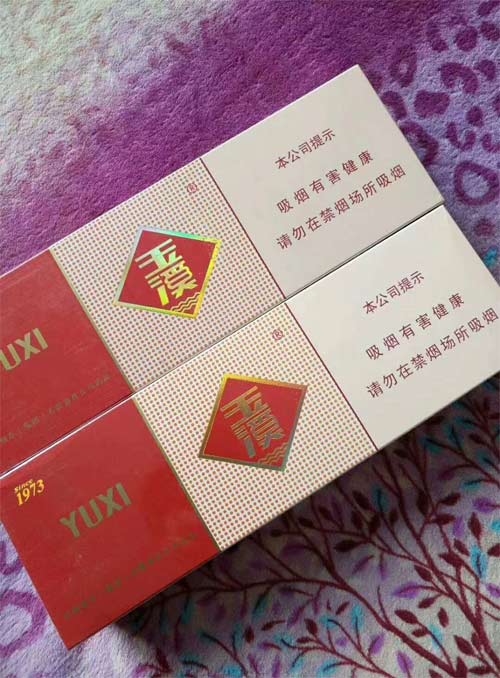 本公司提示
吸烟有害健康
请勿在禁烟场所吸烟
®
玉溪
YUXI
本公司提示
吸烟有害健康
请勿在禁烟场所吸烟
®
玉溪
since
1973
YUXI